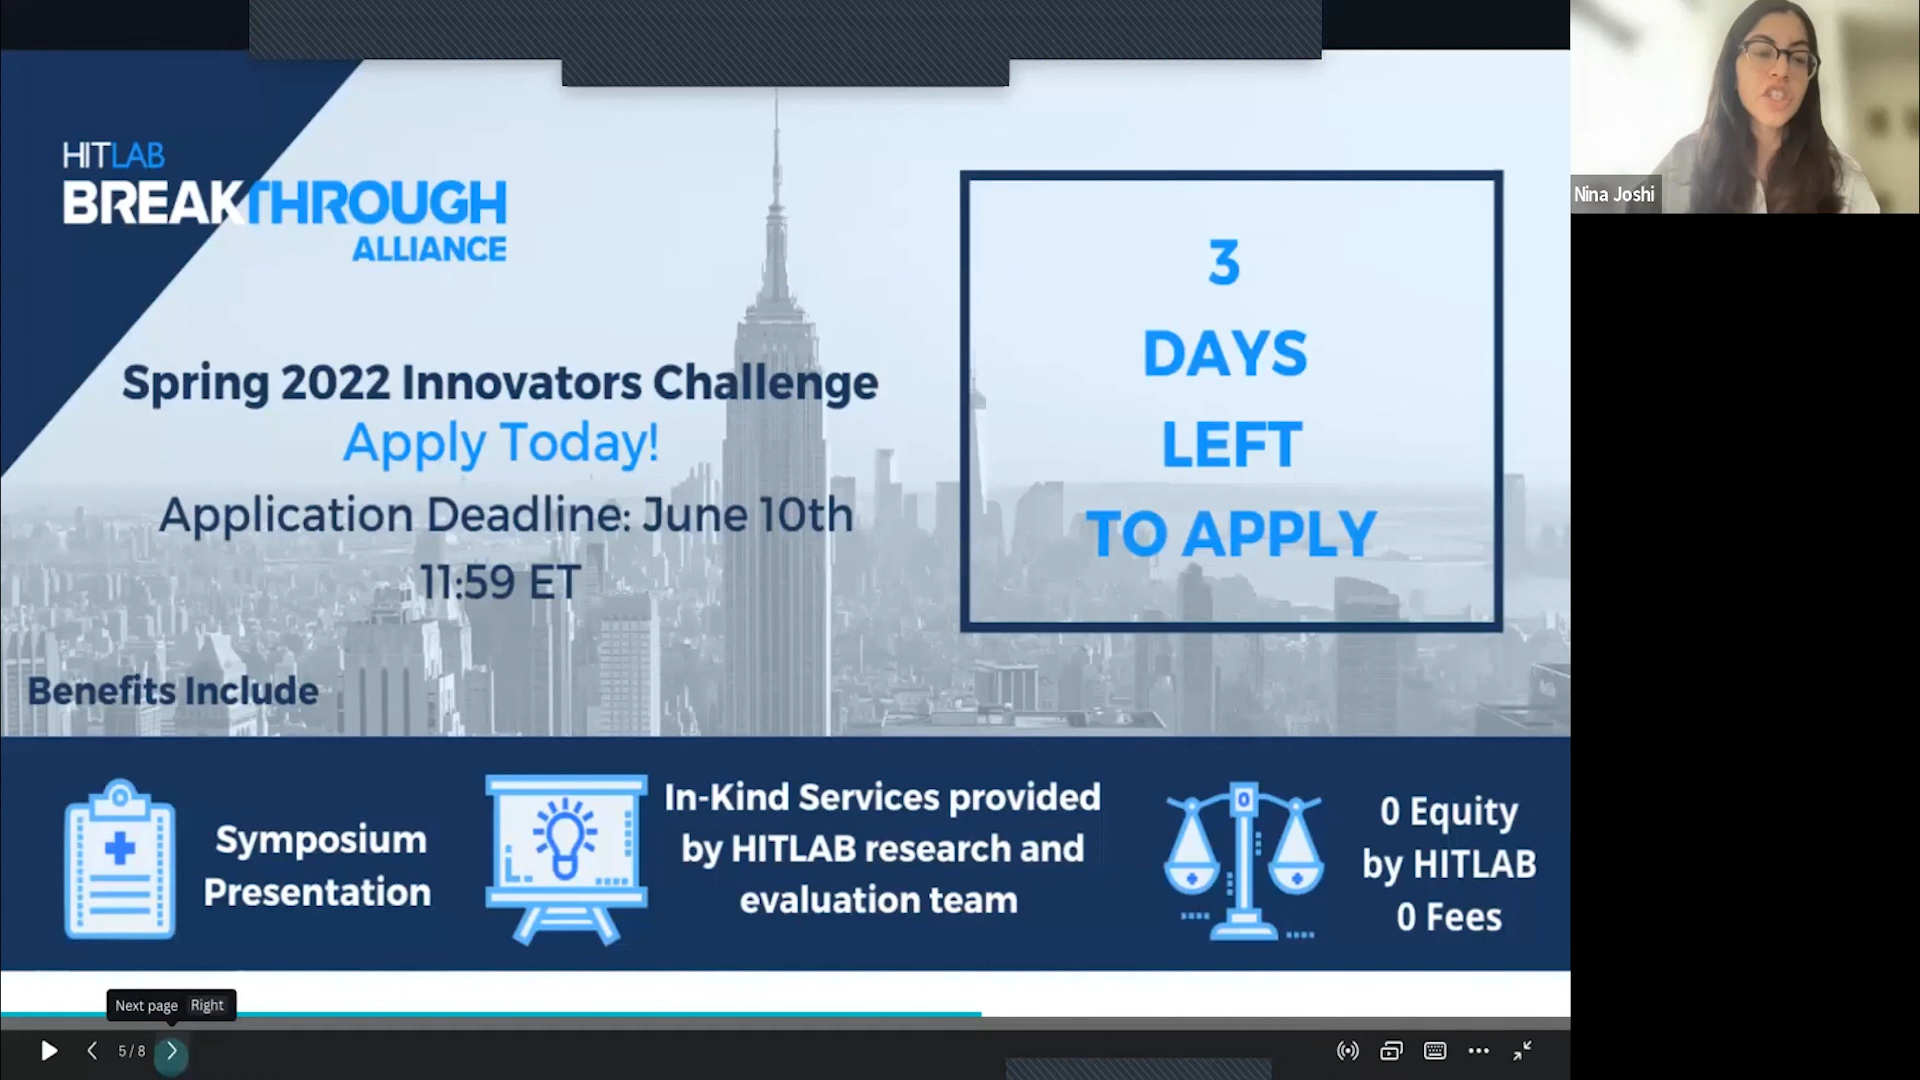 HITLAB
BREAKTHROUGH
ALLIANCE
Spring 2022 Innovators Challenge
Apply Today!
Application Deadline: June 10th
11:59 ET
3
DAYS
LEFT
TO APPLY
Nina Joshi
Benefits Include
Symposium
Presentation
In-Kind Services provided
by HITLAB research and
evaluation team
0
0 Equity
by HITLAB
0 Fees
Next page Right
5 / 8